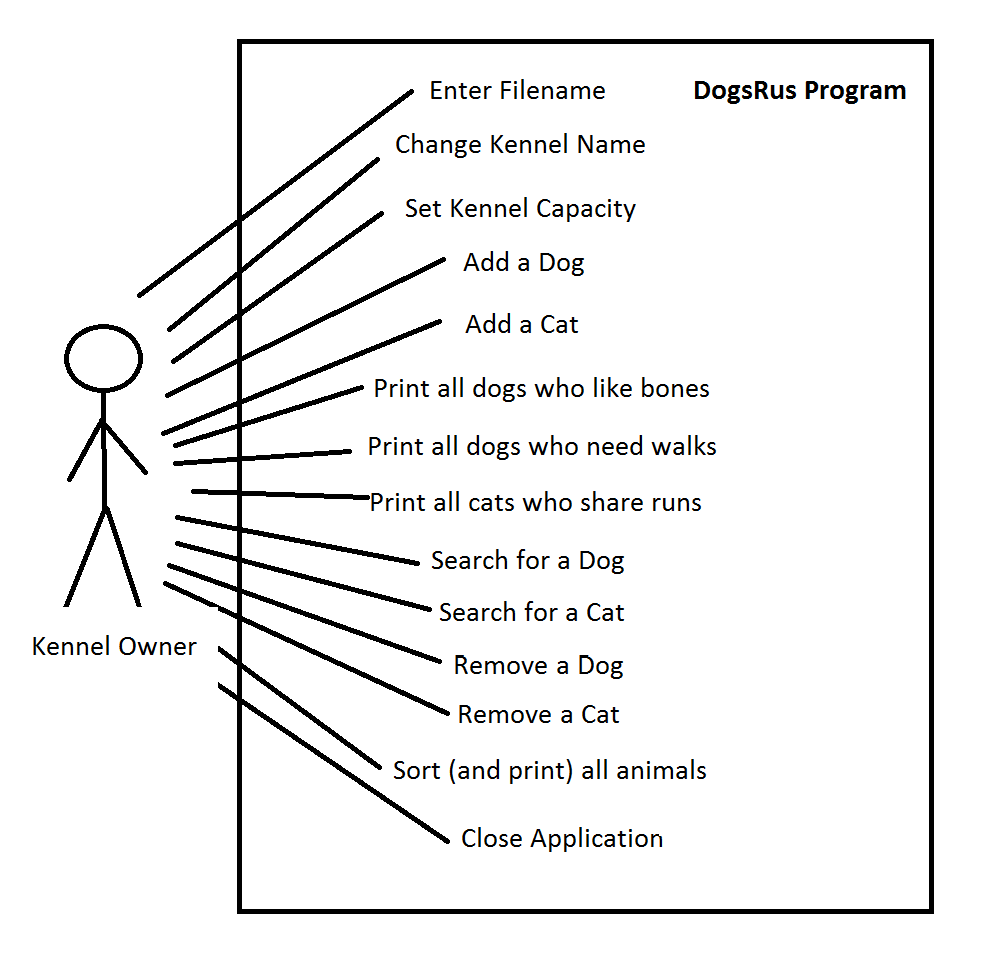 Enter Filename
DogsRus Program
Change Kennel Name
Set Kennel Capacity
Add a Dog
Add a Cat
Print all dogs who like bones
Print all dogs who need walks
Print all cats who share runs
Search for a Dog
Search for a Cat
Kennel Owner
Remove a Dog
Remove a Cat
Sort (and print) all animals
Close Application